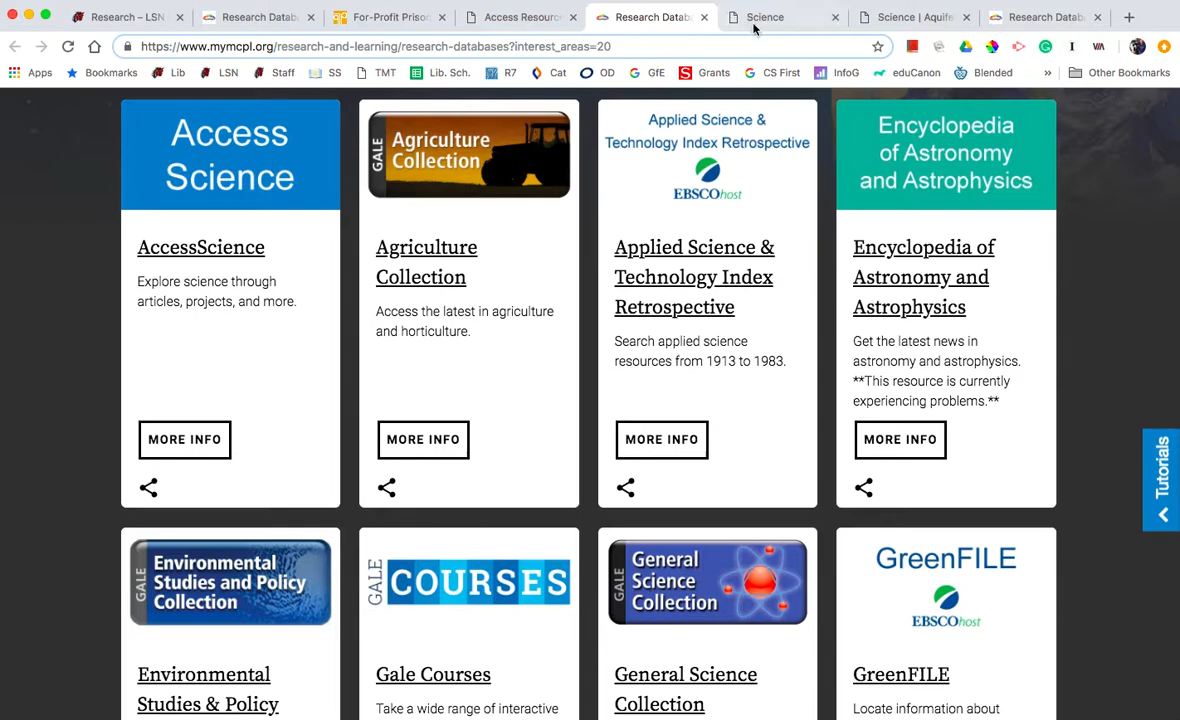 Research – LSN
Research Datab
For-Profit Prison
Access Resource
Research Datab
Science
Science | Aquife
Research Datab
https://www.mymcpl.org/research-and-learning/research-databases?interest_areas=20
Apps
Bookmarks
Lib
LSN
Staff
SS
TMT
Lib. Sch.
R7
Cat
OD
GfE
Grants
CS First
InfoG
eduCanon
Blended
»
Other Bookmarks
Access
Science
AccessScience
Explore science through
articles, projects, and more.
MORE INFO
GALE
Agriculture
Collection
Agriculture
Collection
Access the latest in agriculture
and horticulture.
MORE INFO
Applied Science &
Technology Index Retrospective
EBSCOhost
Applied Science &
Technology Index
Retrospective
Search applied science
resources from 1913 to 1983.
MORE INFO
Encyclopedia
of Astronomy
and Astrophysics
Encyclopedia of
Astronomy and
Astrophysics
Get the latest news in
astronomy and astrophysics.
**This resource is currently
experiencing problems.**
MORE INFO
Tutorials
GALE
Environmental
Studies and Policy
Collection
Environmental
Studies & Policy
GALE
COURSES
Gale Courses
Take a wide range of interactive
GALE
General
Science
Collection
General Science
Collection
GreenFILE
EBSCOhost
GreenFILE
Locate information about